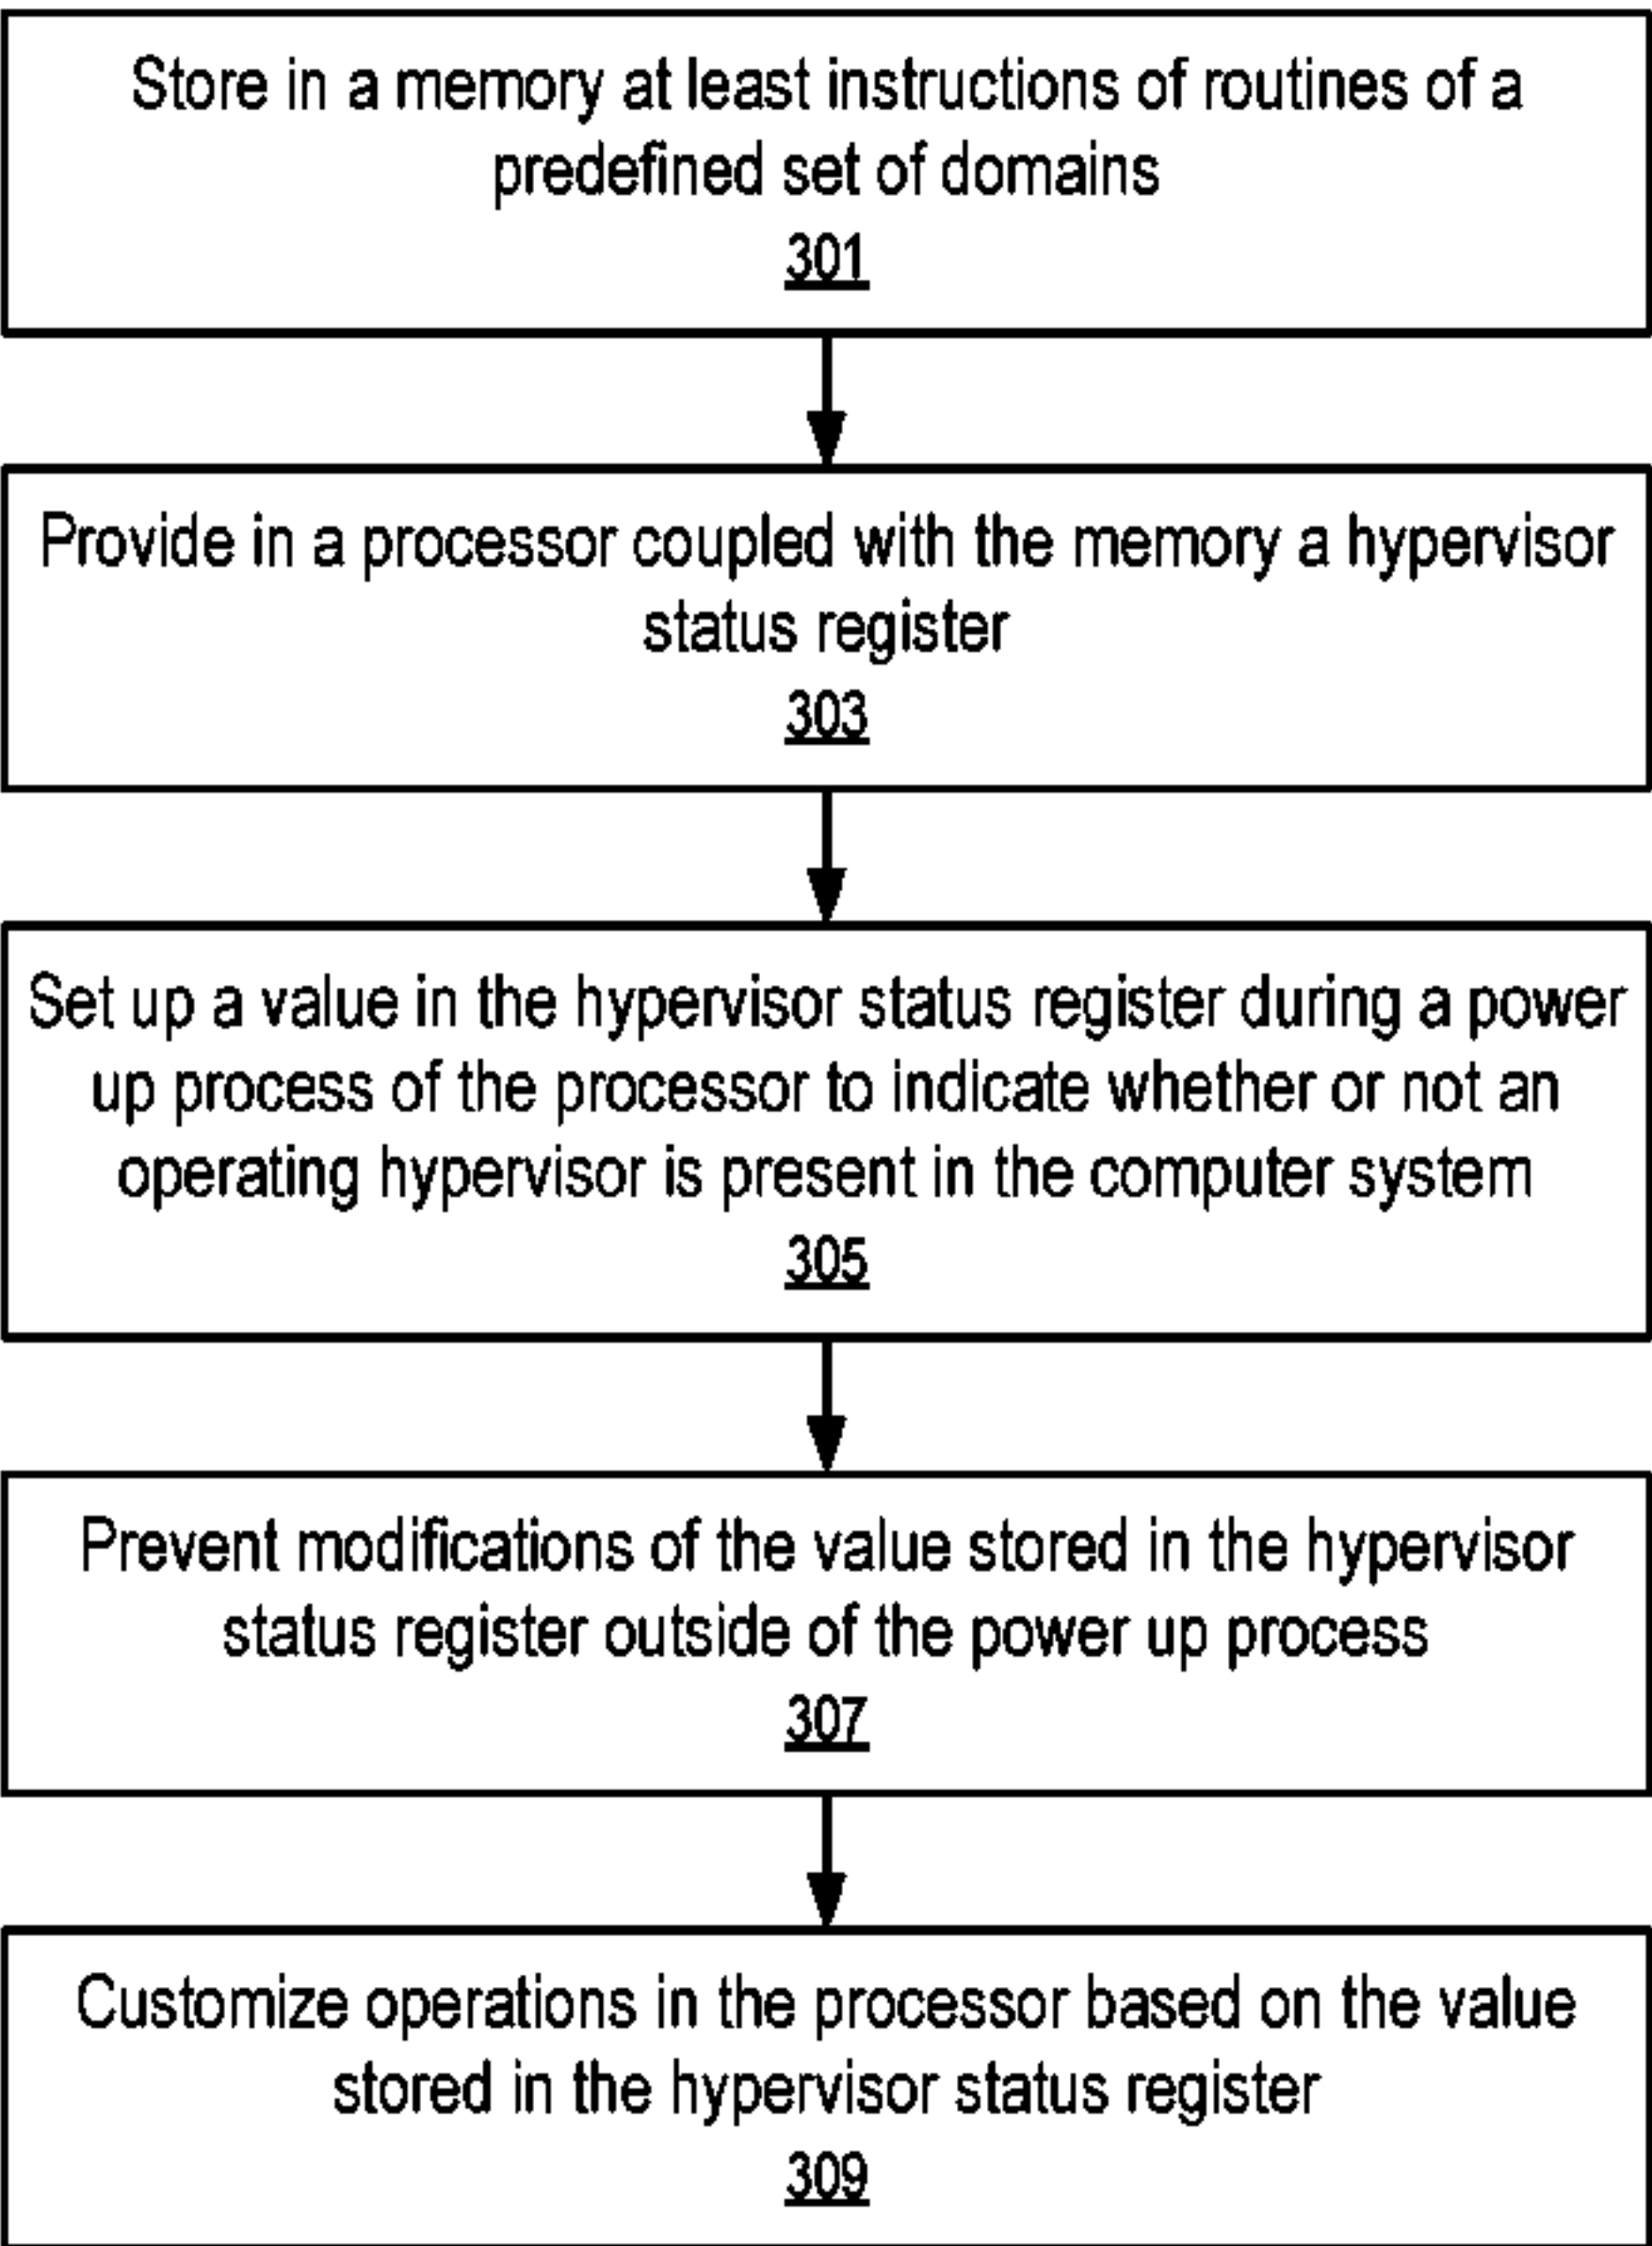 Store in a memory at least instructions of routines of a
predefined set of domains
301
Provide in a processor coupled with the memory a hypervisor
status register
303
Set up a value in the hypervisor status register during a power
up process of the processor to indicate whether or not an
operating hypervisor is present in the computer system
305
Prevent modifications of the value stored in the hypervisor
status register outside of the power up process
307
Customize operations in the processor based on the value
stored in the hypervisor status register
309